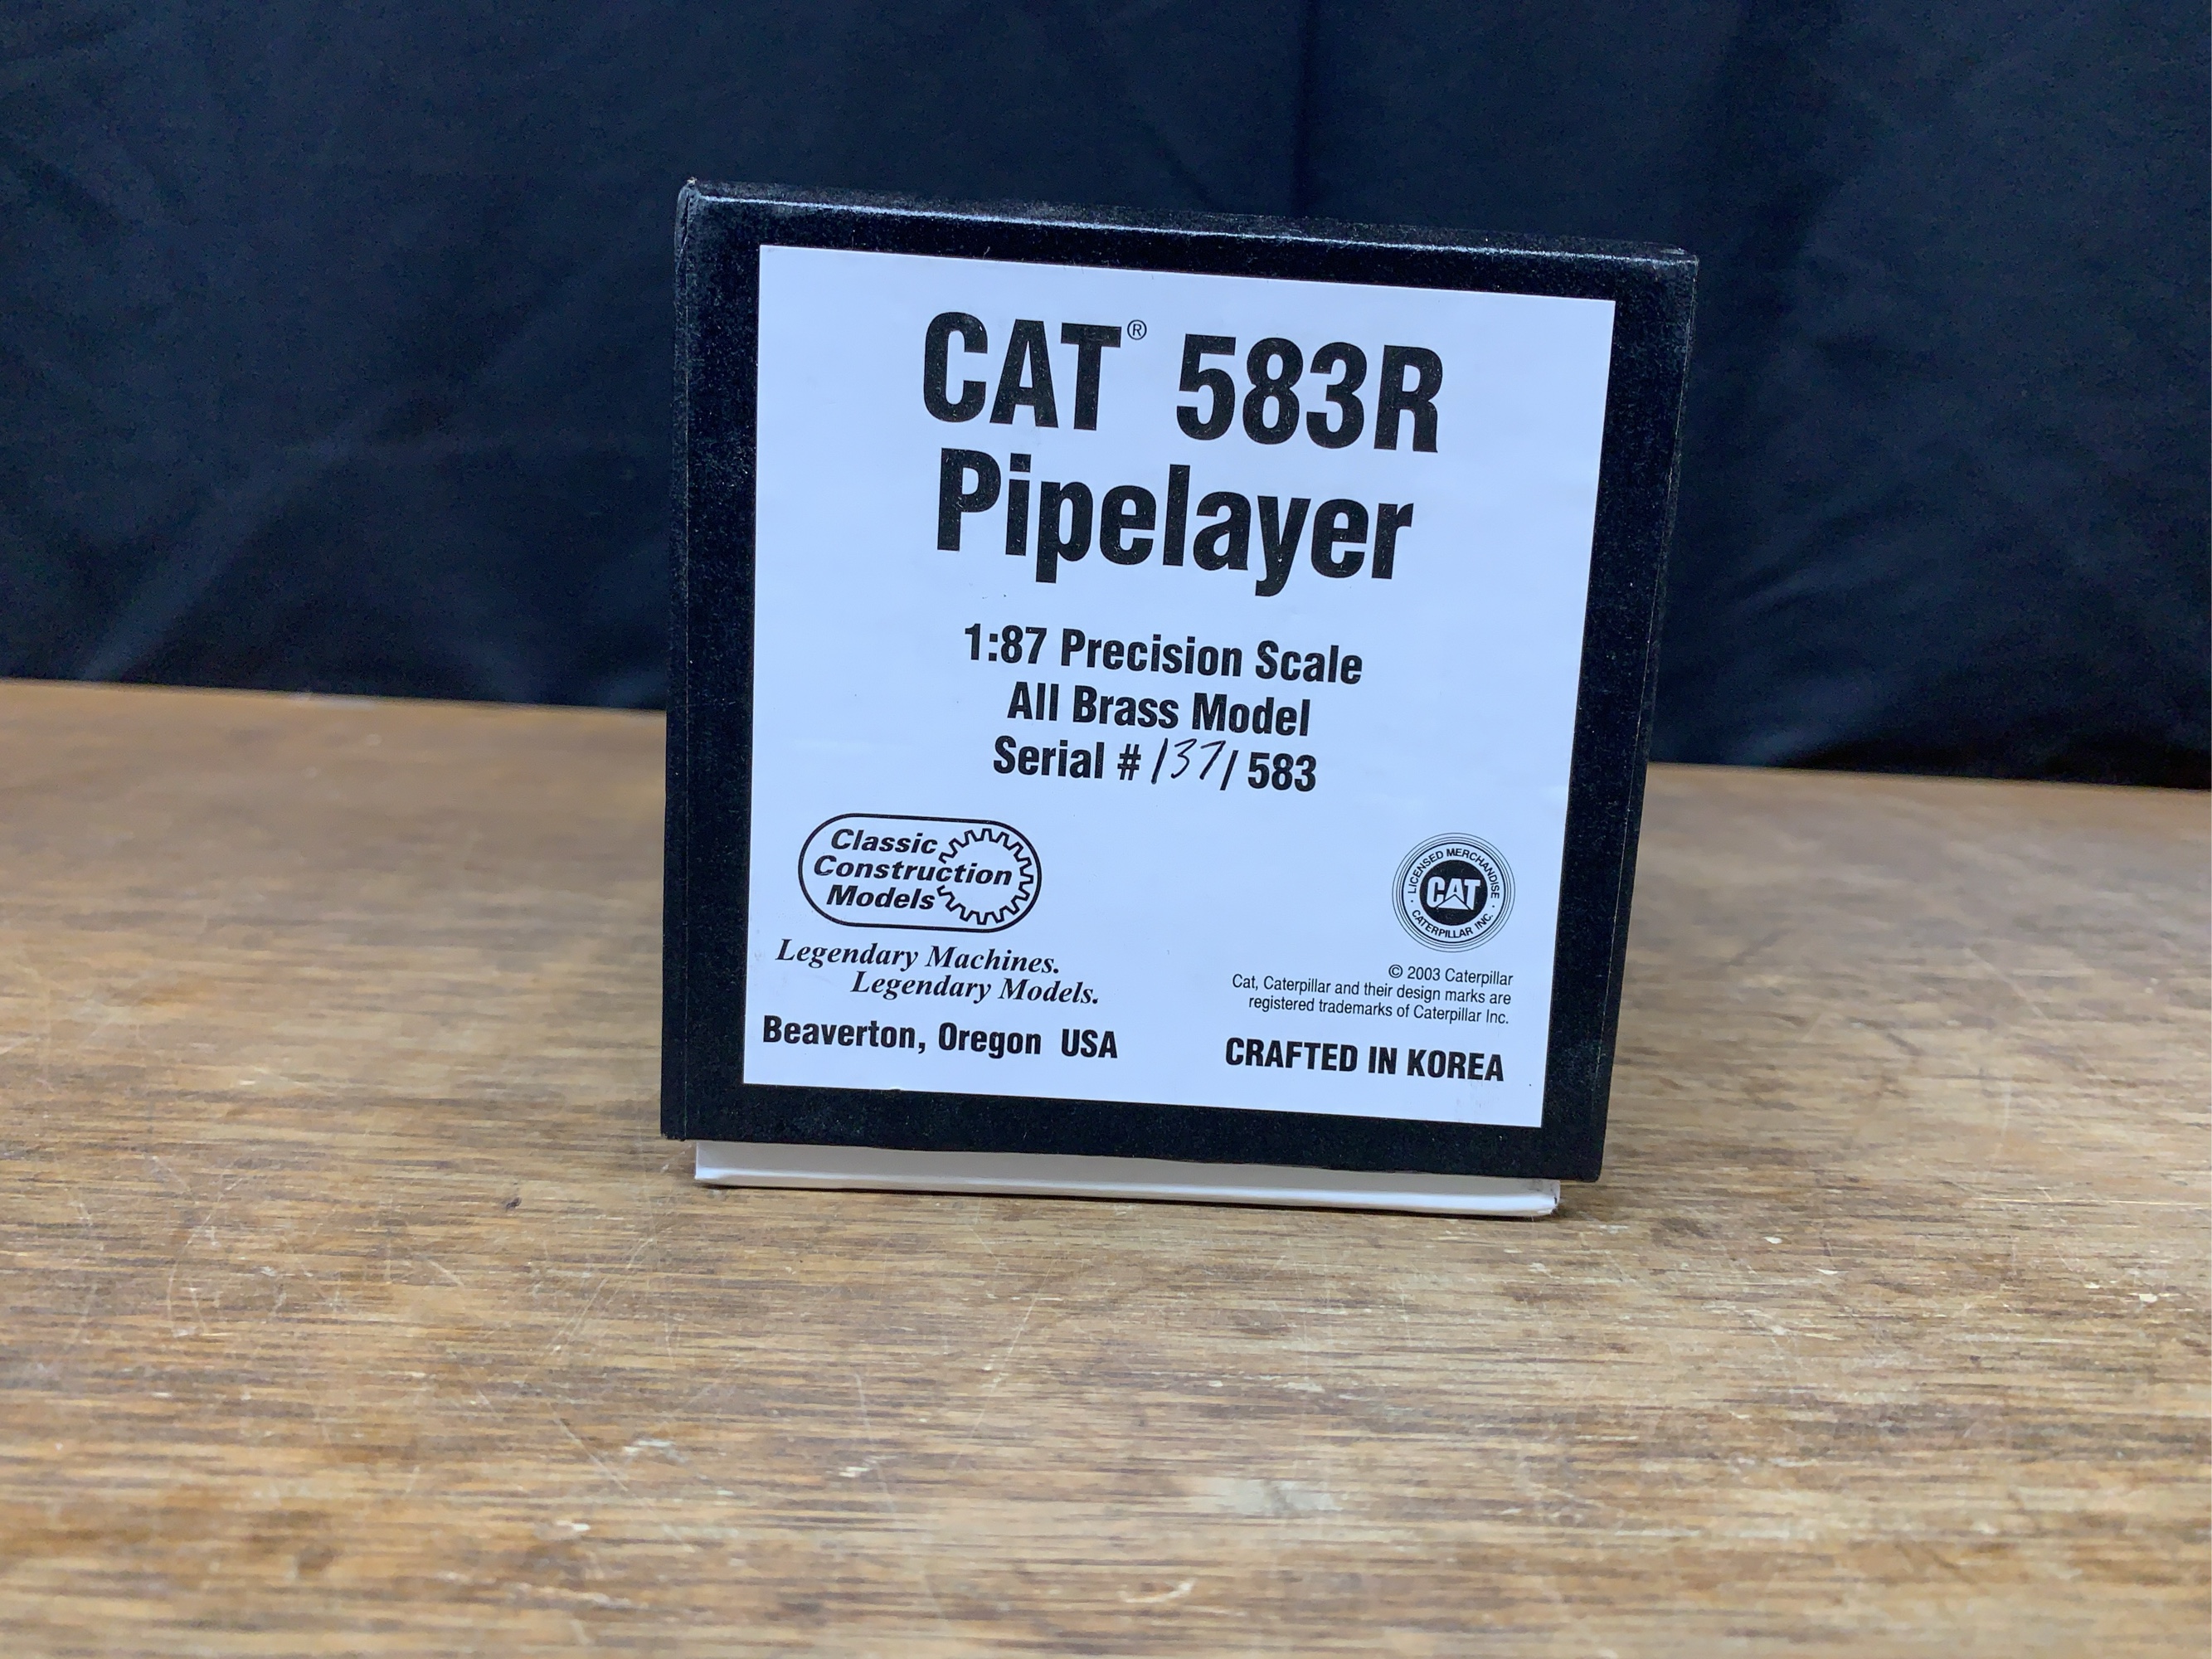 CAT® 583R
Pipelayer
1:87 Precision Scale
All Brass Model
Serial # 137/ 583
Classic
Construction
Models
Legendary Machines.
Legendary Models.
Beaverton, Oregon USA
LICENSED MERCHANDISE
CAT
CATERPILLAR INC.
© 2003 Caterpillar
Cat, Caterpillar and their design marks are
registered trademarks of Caterpillar Inc.
CRAFTED IN KOREA